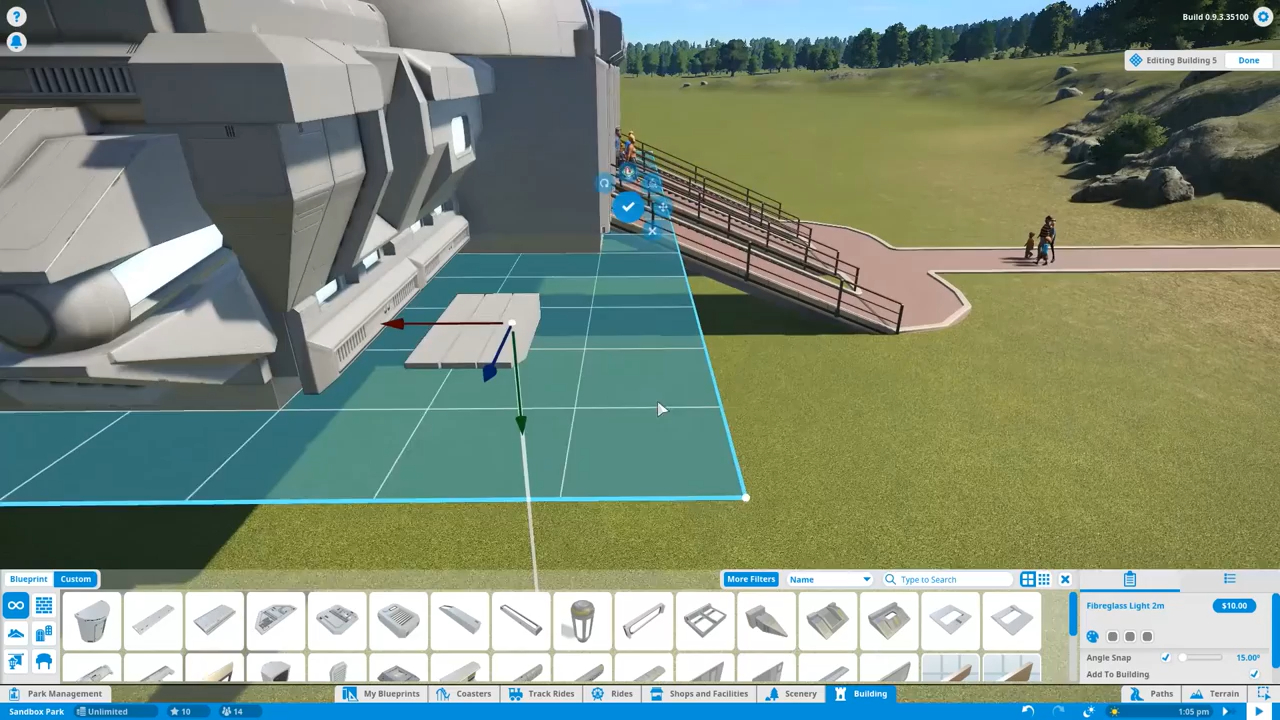 ?
Build 0.9.3.35100
Editing Building 5
Done
Blueprint
Custom
More Filters
Name
Type to Search
Fibreglass Light 2m
$10.00
Angle Snap
15.00°
Add To Building
Park Management
My Blueprints
Coasters
Track Rides
Rides
Shops and Facilities
Scenery
Building
Paths
Terrain
Sandbox Park
Unlimited
10
14
1:05 pm